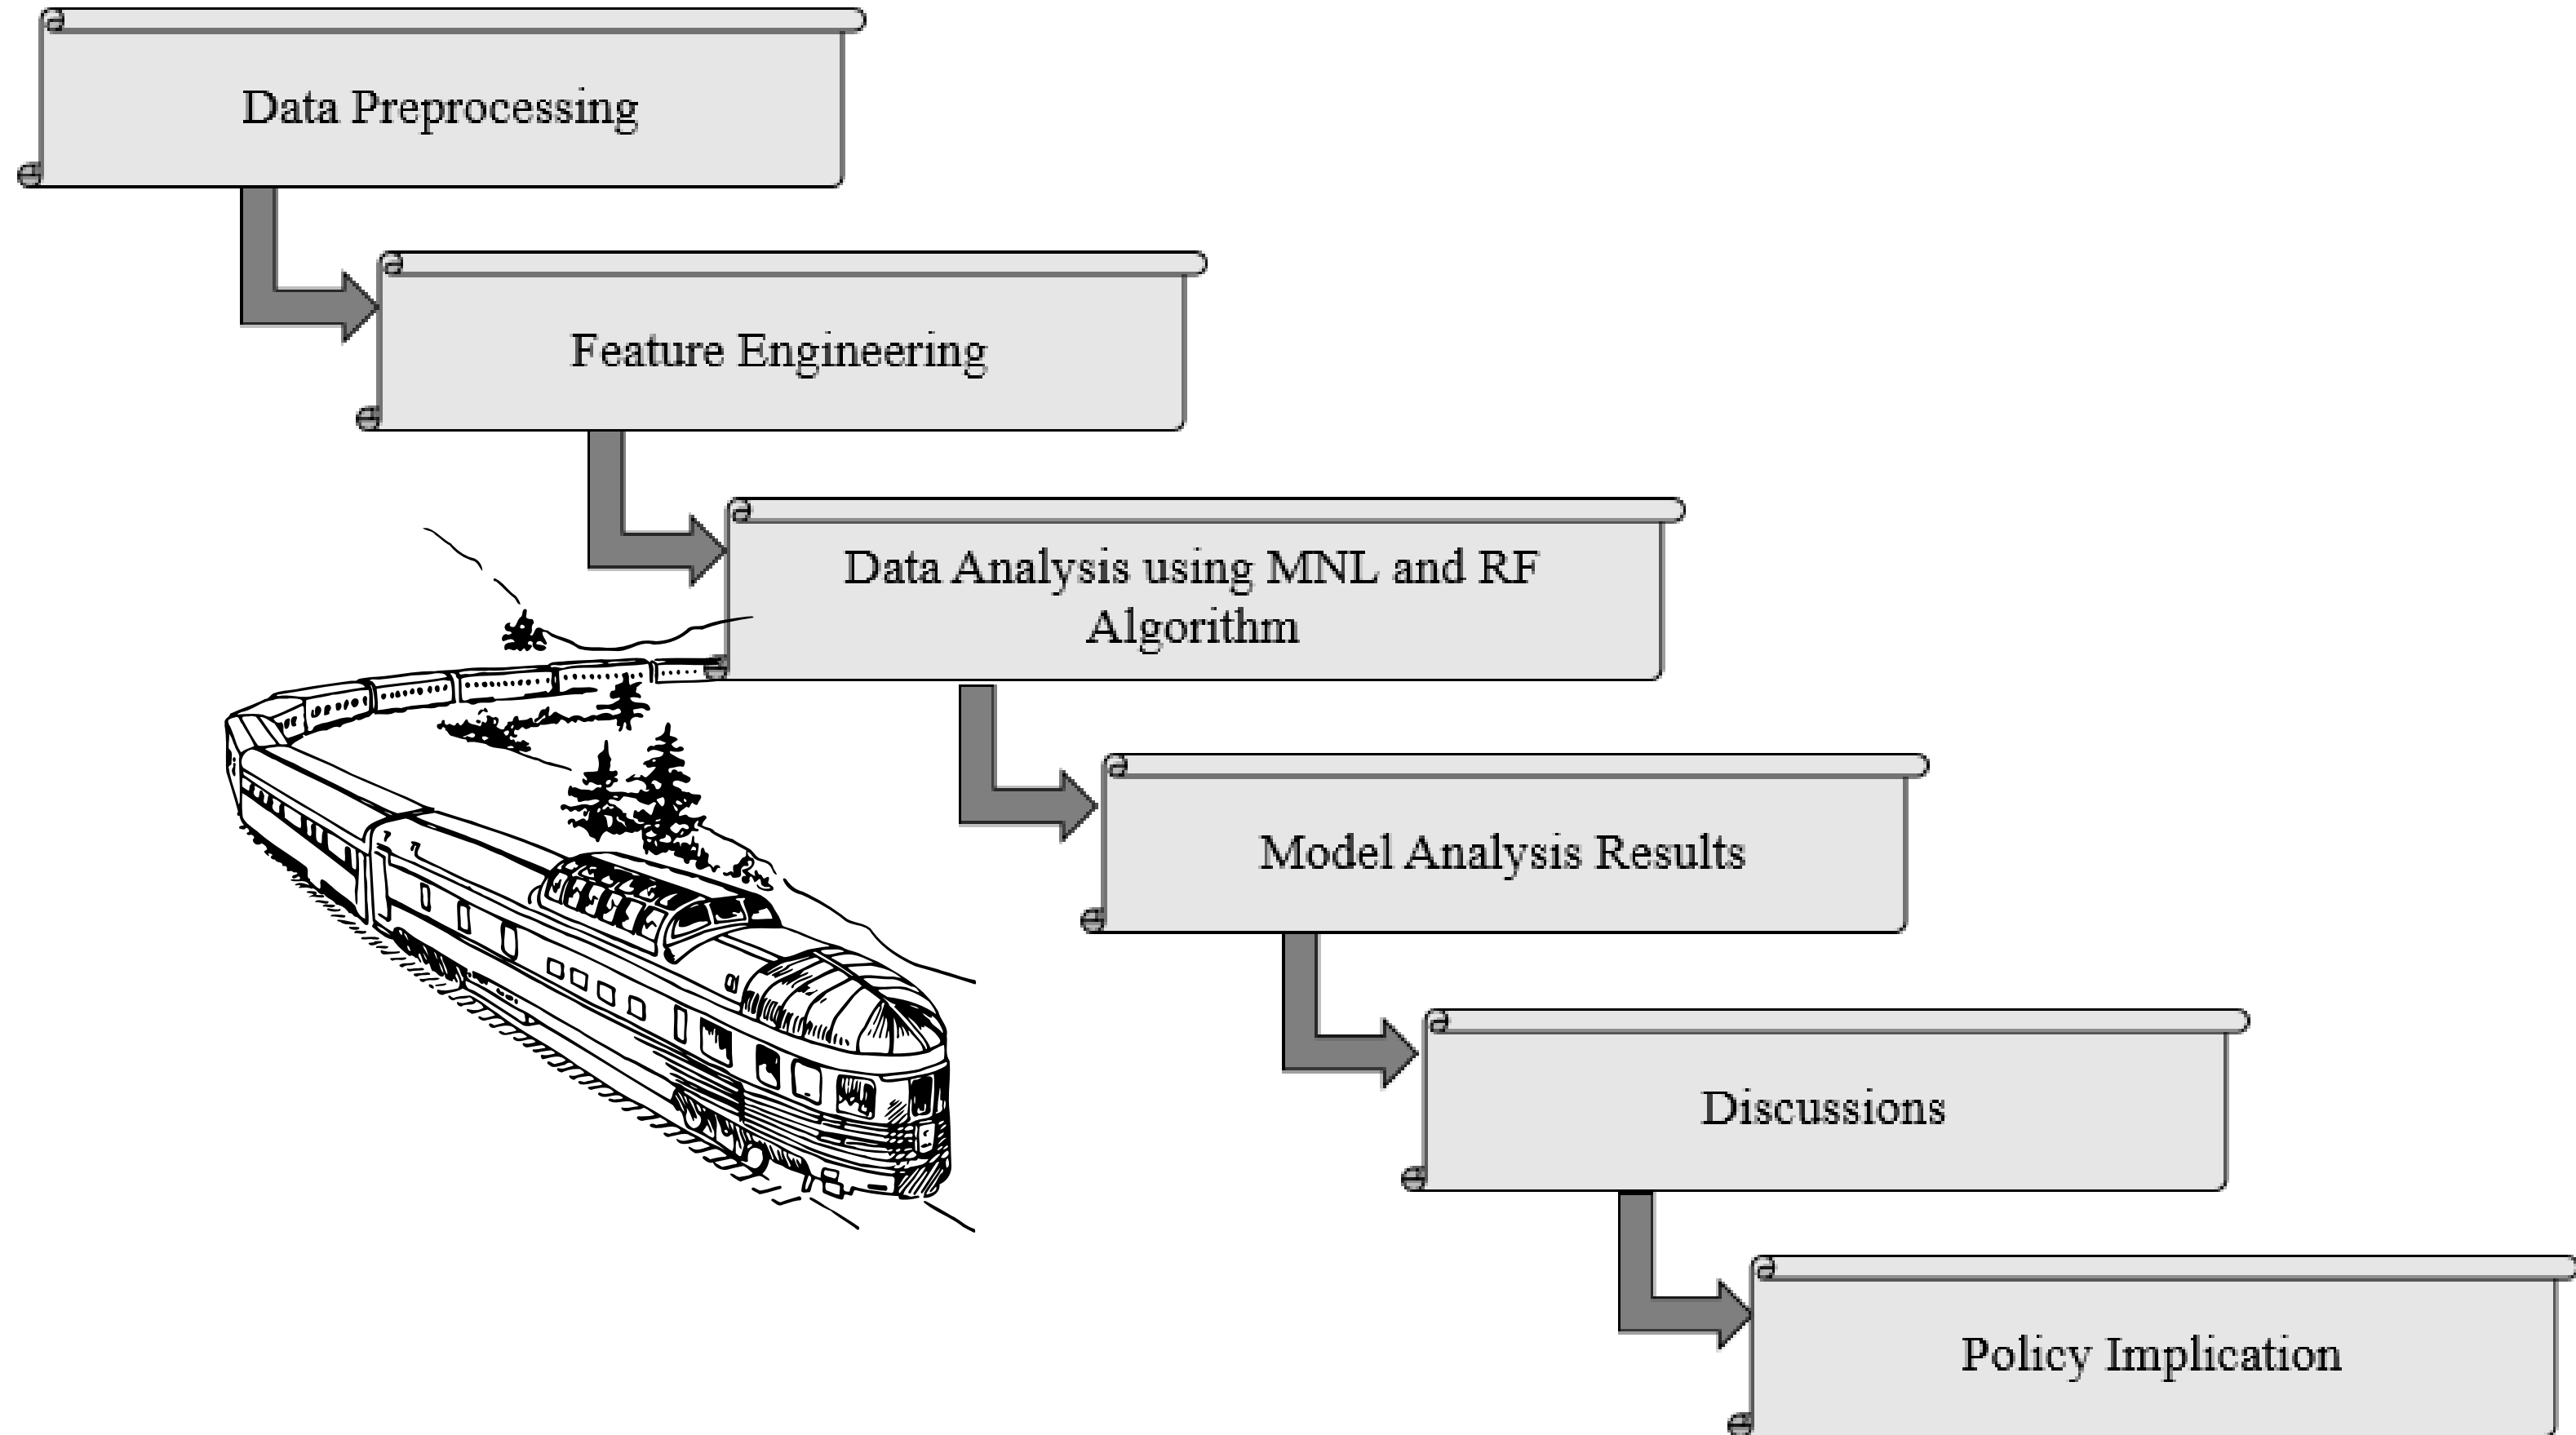 Data Preprocessing
Feature Engineering
Data Analysis using MNL and RF
Algorithm
Model Analysis Results
Discussions
Policy Implication